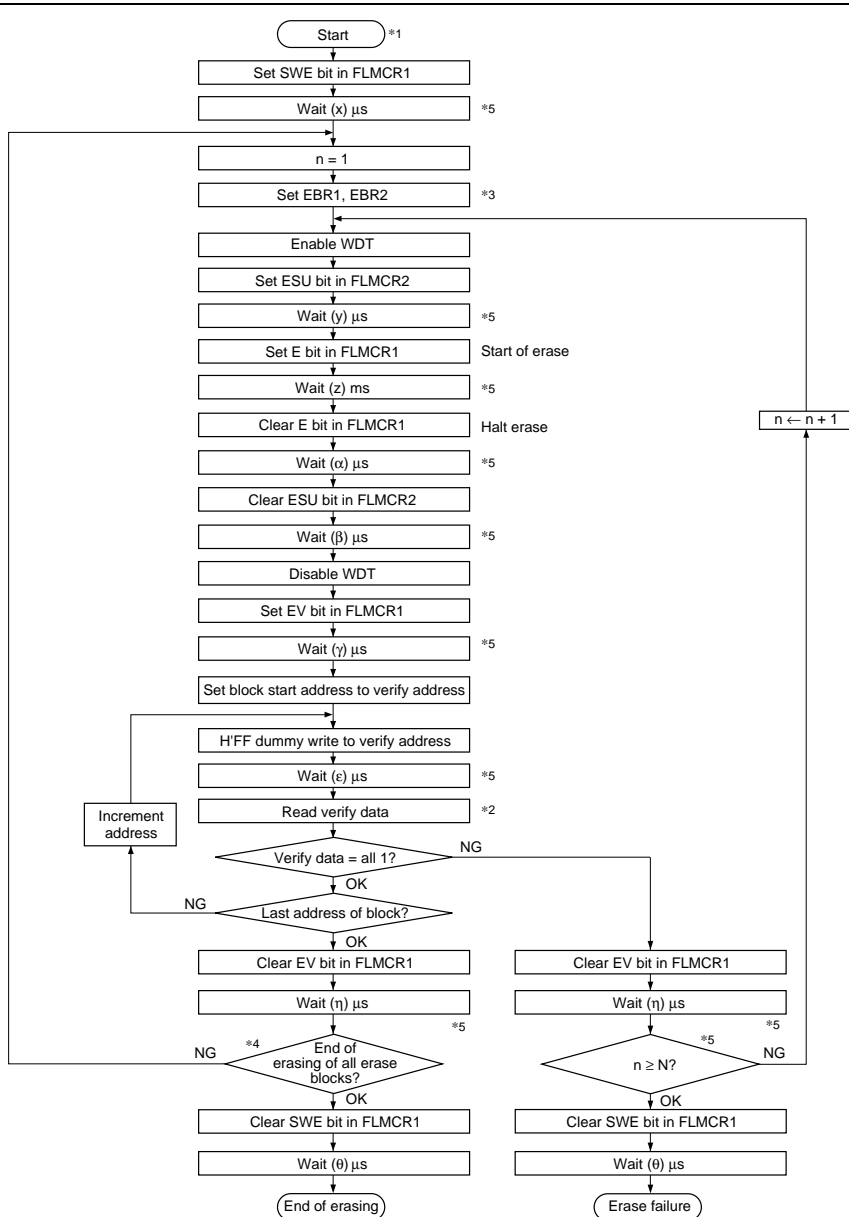 Start *1
Set SWE bit in FLMCR1
Wait (x) μs *5
n = 1
Set EBR1, EBR2 *3
Enable WDT
Set ESU bit in FLMCR2
Wait (y) μs *5
Set E bit in FLMCR1 Start of erase
Wait (z) ms *5
n ← n + 1
Clear E bit in FLMCR1 Halt erase
Wait (α) μs *5
Clear ESU bit in FLMCR2
Wait (β) μs *5
Disable WDT
Set EV bit in FLMCR1
Wait (γ) μs *5
Set block start address to verify address
H'FF dummy write to verify address
Wait (ε) μs *5
Increment
address
Read verify data *2
Verify data = all 1? NG
OK
NG Last address of block?
OK
Clear EV bit in FLMCR1 Clear EV bit in FLMCR1
Wait (η) μs Wait (η) μs
*5 *5
NG *4 End of
erasing of all erase
blocks?
*5
n ≥ N? NG
OK OK
Clear SWE bit in FLMCR1 Clear SWE bit in FLMCR1
Wait (θ) μs Wait (θ) μs
End of erasing Erase failure